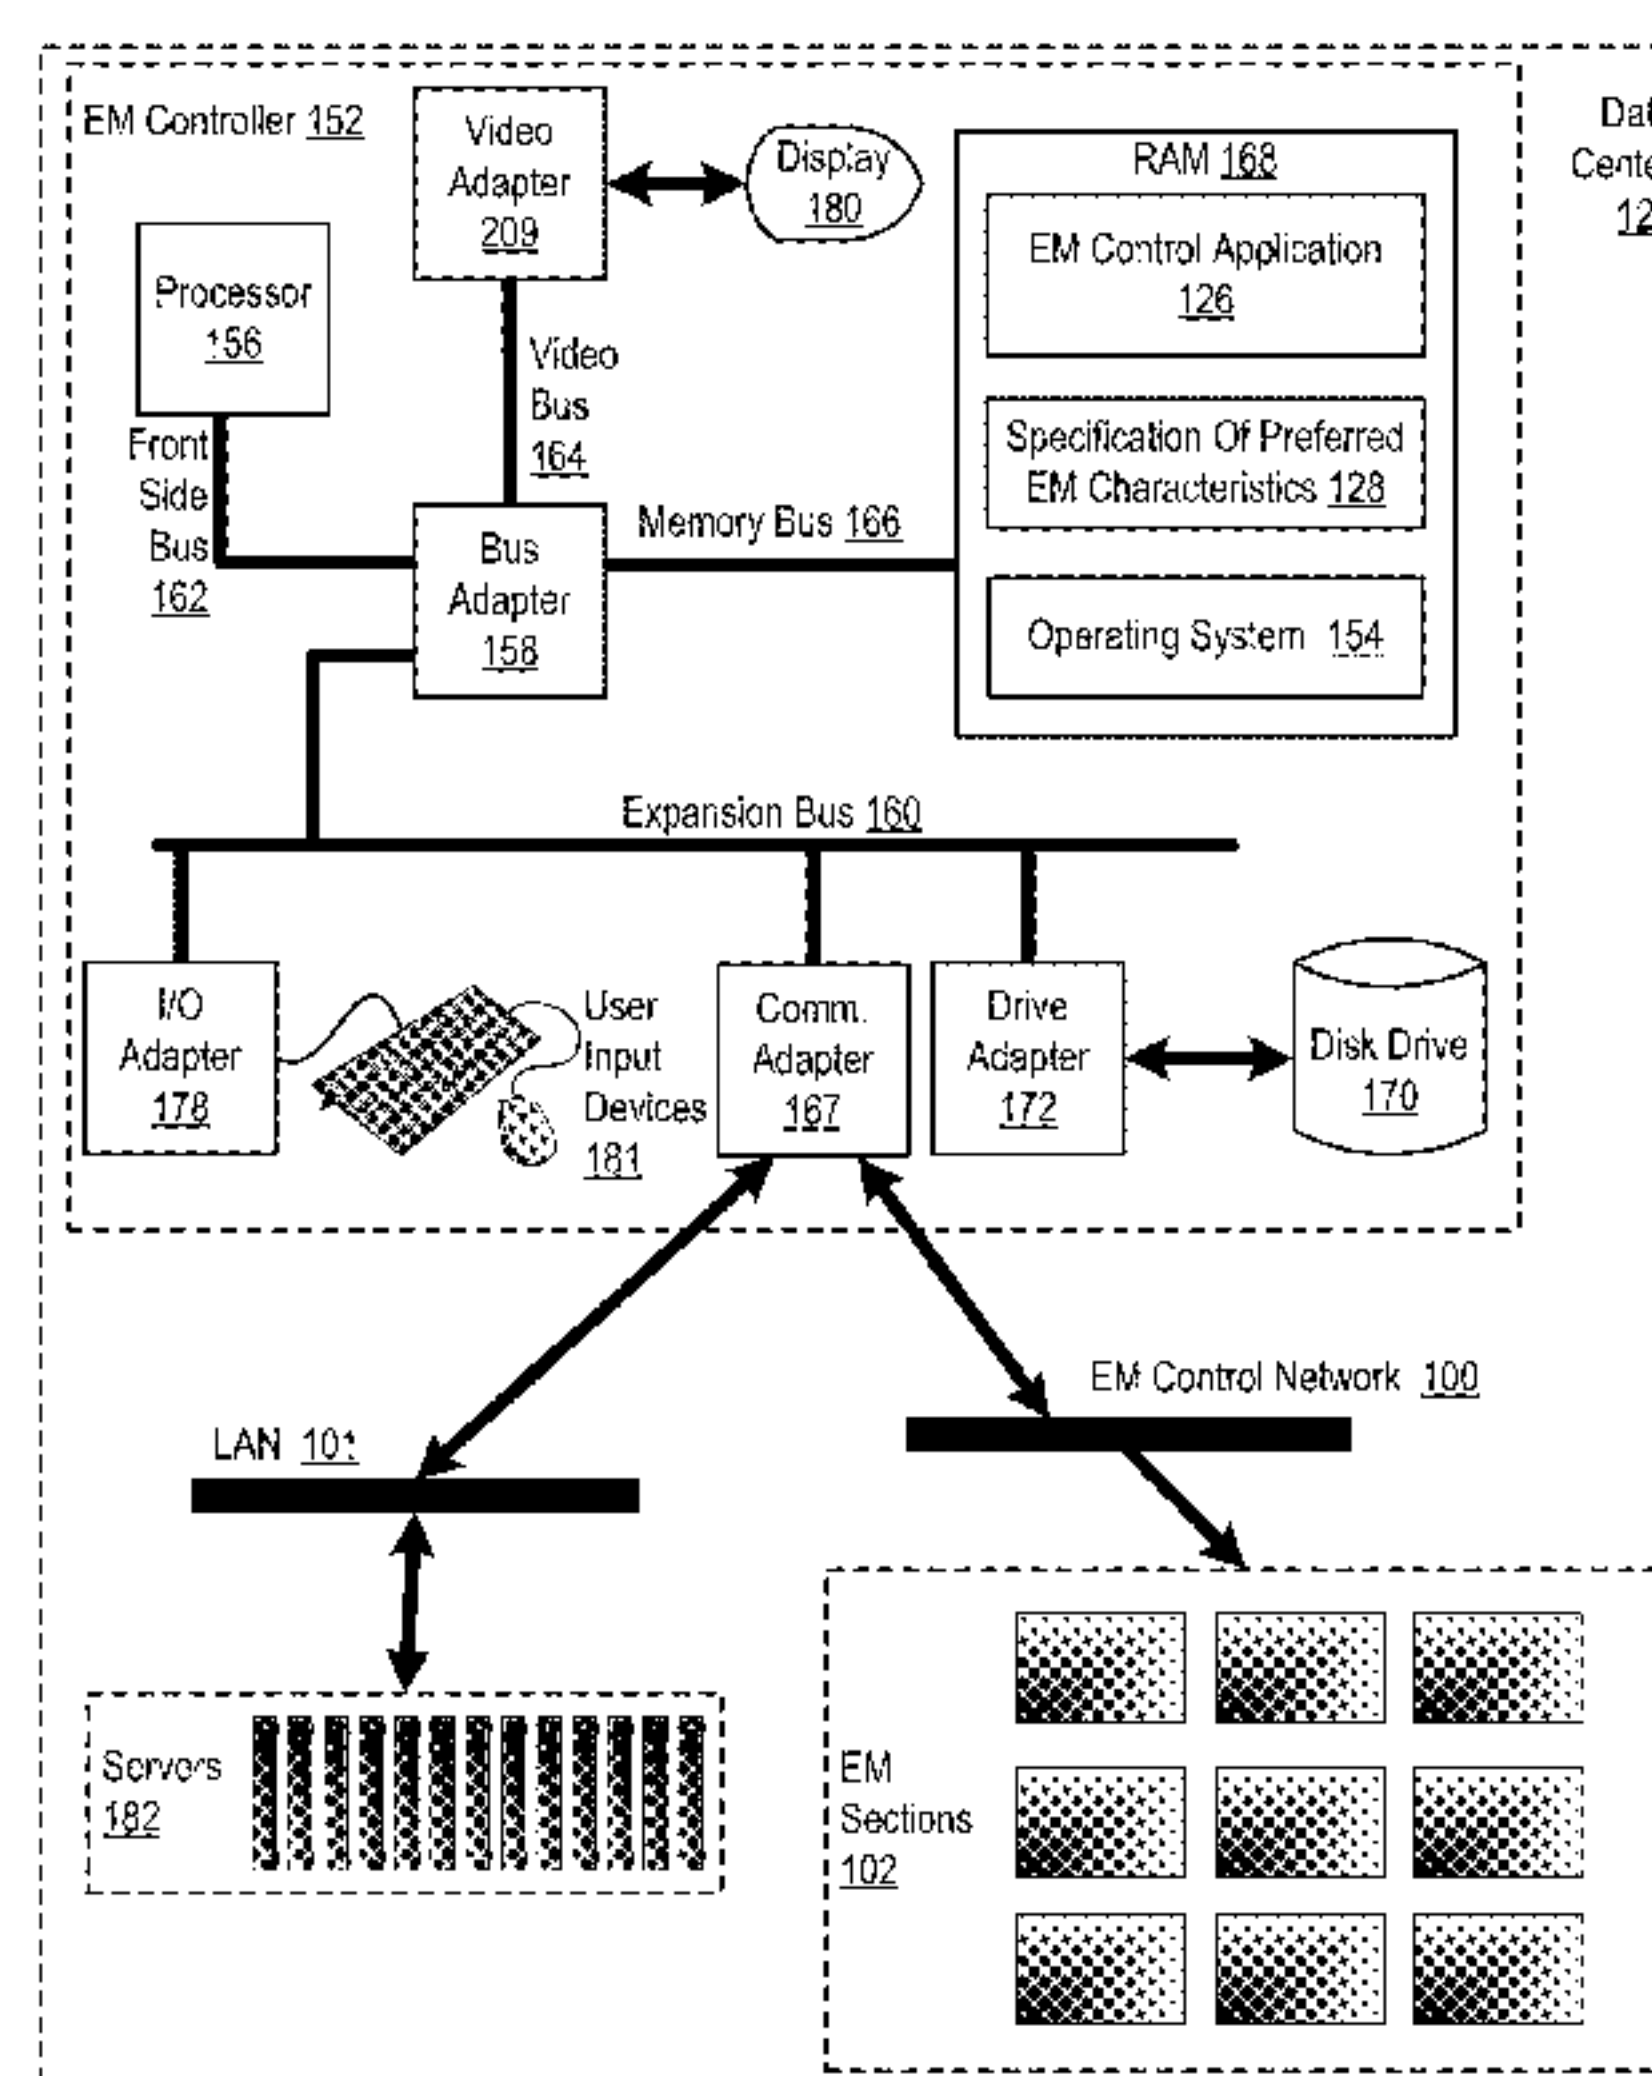 EM Controller 152
Video
Adapter
209
Display
180
RAM 168
EM Control Application
126
Specification Of Preferred
EM Characteristics 128
Operating System 154
Processor
156
Front
Side
Bus
162
Video
Bus
164
Bus
Adapter
158
Memory Bus 166
Expansion Bus 160
I/O
Adapter
178
User
Input
Devices
181
Comm.
Adapter
167
Drive
Adapter
172
Disk Drive
170
EM Control Network 100
LAN 101
Servers
182
EM
Sections
102